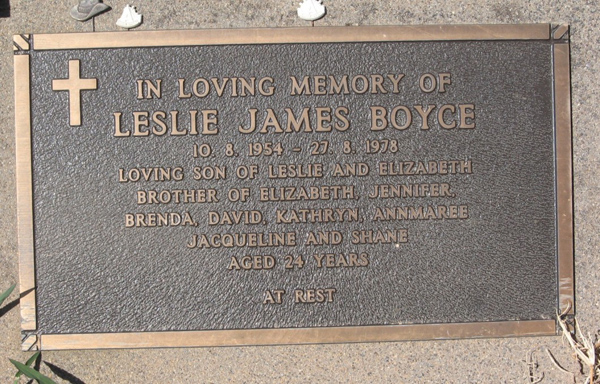 IN LOVING MEMORY OF
LESLIE JAMES BOYCE
10. 8. 1954 - 27. 8. 1978
LOVING SON OF LESLIE AND ELIZABETH
BROTHER OF ELIZABETH, JENNIFER,
BRENDA, DAVID, KATHRYN, ANNMAREE
JACQUELINE AND SHANE
AGED 24 YEARS
AT REST